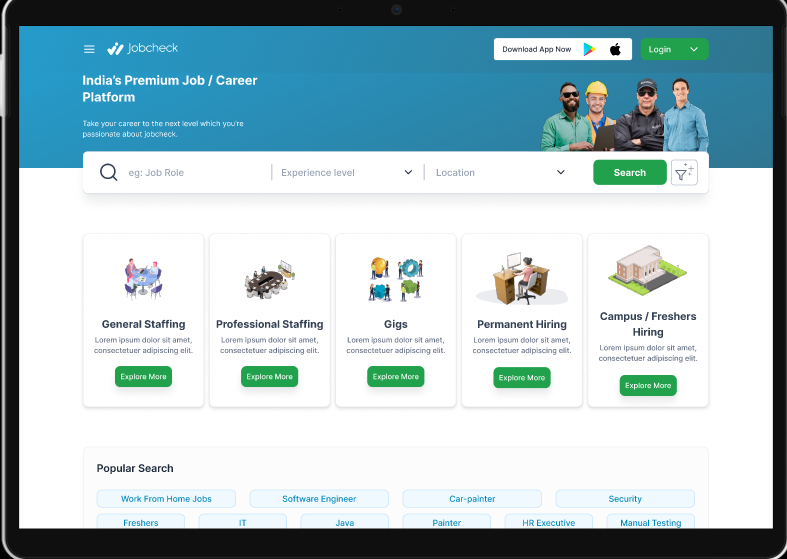 Jobcheck
Download App Now
Login
India's Premium Job / Career
Platform
Take your career to the next level which you're
passionate about jobcheck.
eg: Job Role
Experience level
Location
Search
General Staffing
Lorem ipsum dolor sit amet,
consectetuer adipiscing elit.
Explore More
Professional Staffing
Lorem ipsum dolor sit amet,
consectetuer adipiscing elit.
Explore More
Gigs
Lorem ipsum dolor sit amet,
consectetuer adipiscing elit.
Explore More
Permanent Hiring
Lorem ipsum dolor sit amet,
consectetuer adipiscing elit.
Explore More
Campus / Freshers
Hiring
Lorem ipsum dolor sit amet,
consectetuer adipiscing elit.
Explore More
Popular Search
Work From Home Jobs
Software Engineer
Car-painter
Security
Freshers
IT
Java
Painter
HR Executive
Manual Testing